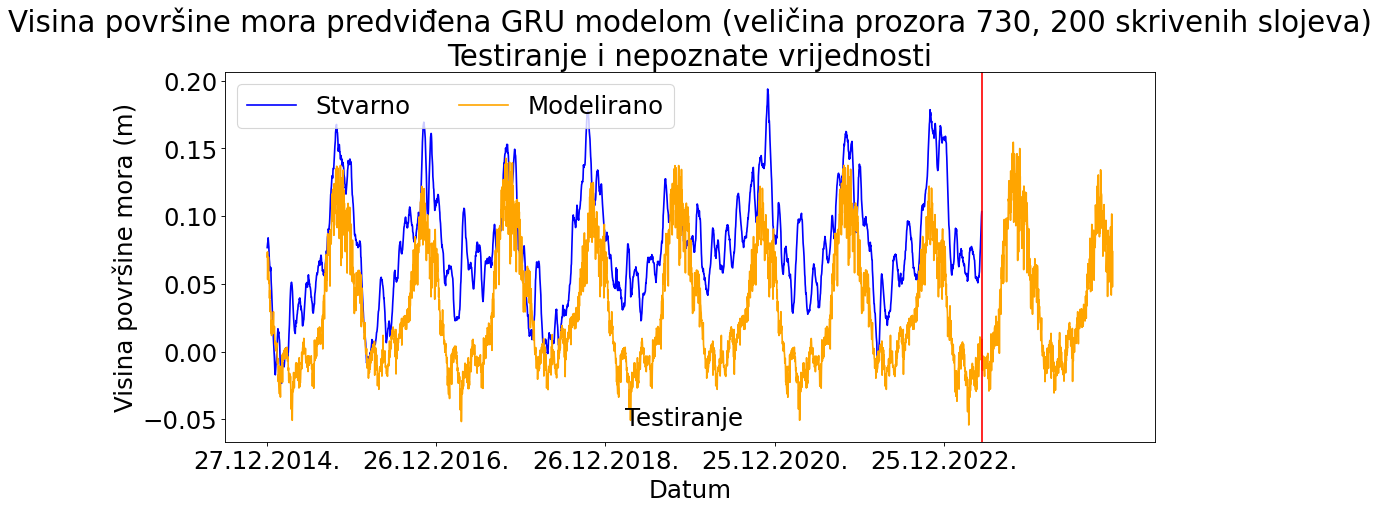 Visina površine mora predviđena GRU modelom (veličina prozora 730, 200 skrivenih slojeva)
Testiranje i nepoznate vrijednosti
Stvarno
Modelirano
Visina površine mora (m)
0.20
0.15
0.10
0.05
0.00
−0.05
Testiranje
27.12.2014.
26.12.2016.
26.12.2018.
25.12.2020.
25.12.2022.
Datum